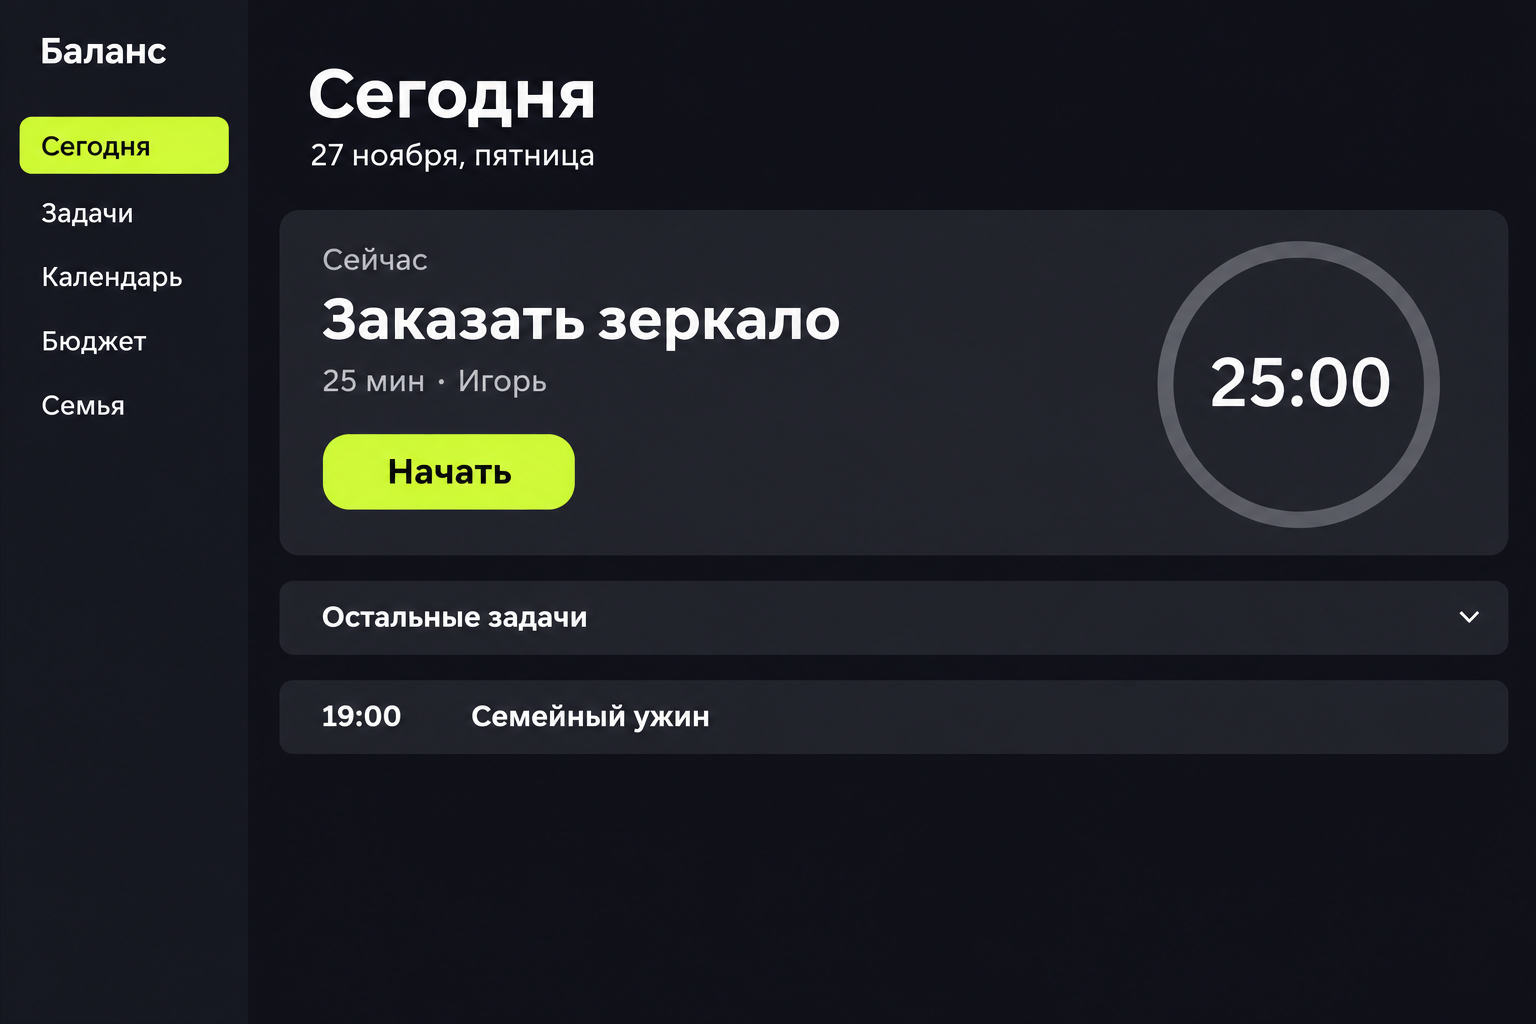 Баланс
Сегодня
Задачи
Календарь
Бюджет
Семья
Сегодня
27 ноября, пятница
Сейчас
Заказать зеркало
25 мин • Игорь
Начать
25:00
Остальные задачи
19:00 Семейный ужин